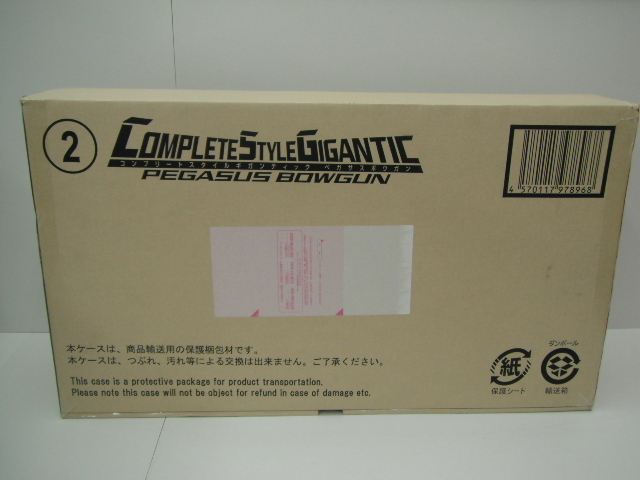 2
COMPLETE STYLE GIGANTIC
コンプリートスタイルギガンティック ペガサスボウガン
PEGASUS BOWGUN
4 570117 978968
本ケースは、商品輸送用の保護梱包材です。
本ケースは、つぶれ、汚れ等による交換は出来ません。ご了承ください。
This case is a protective package for product transportation.
Please note this case will not be object for refund in case of damage etc.
紙
保護シート
ダンボール
輸送箱